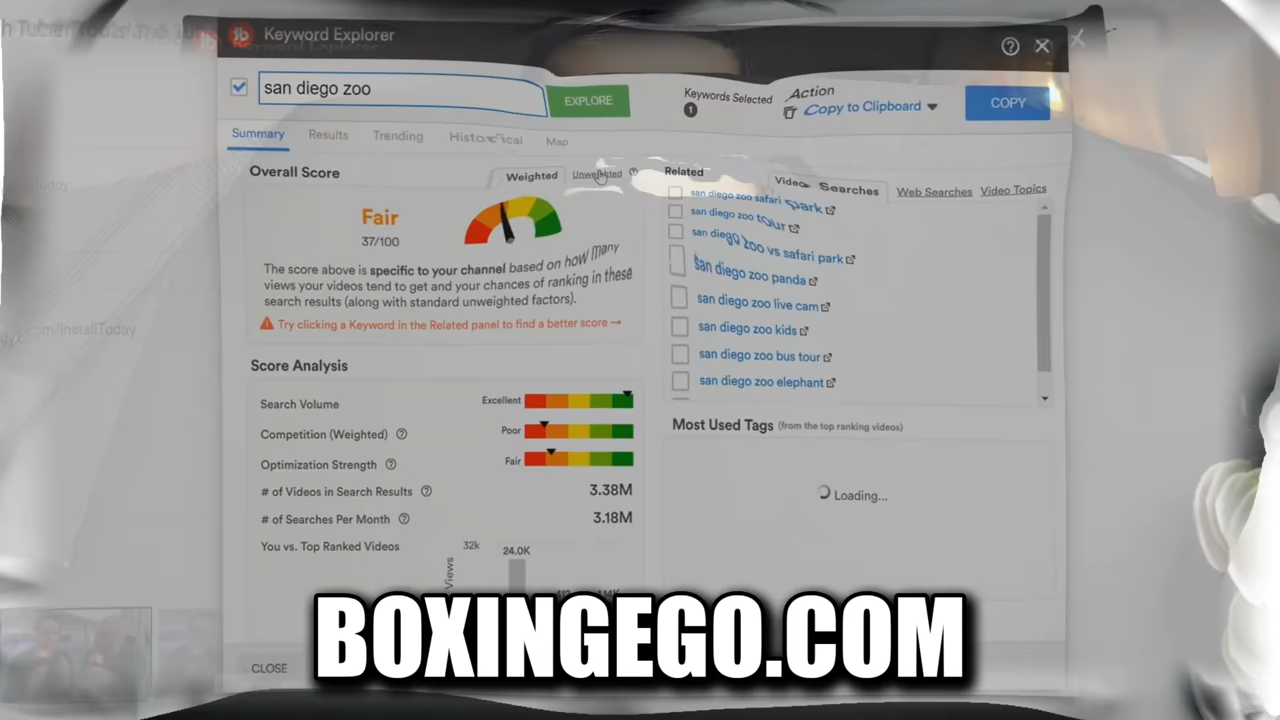 Keyword Explorer
san diego zoo
EXPLORE
Keywords Selected
1
Action
Copy to Clipboard
COPY
Summary
Results
Trending
Historical
Map
Overall Score
Weighted
Unweighted
Fair
37/100
The score above is specific to your channel based on how many
views your videos tend to get and your chances of ranking in these
search results (along with standard unweighted factors).
Try clicking a Keyword in the Related panel to find a better score →
Related
Video Searches
Web Searches
Video Topics
san diego zoo safari park
san diego zoo tour
san diego zoo vs safari park
san diego zoo panda
san diego zoo live cam
san diego zoo kids
san diego zoo bus tour
san diego zoo elephant
Score Analysis
Search Volume
Excellent
Competition (Weighted)
Poor
Optimization Strength
Fair
# of Videos in Search Results
3.38M
# of Searches Per Month
3.18M
You vs. Top Ranked Videos
32k
24.0K
Views
Most Used Tags (from the top ranking videos)
Loading...
CLOSE
BOXINGEGO.COM